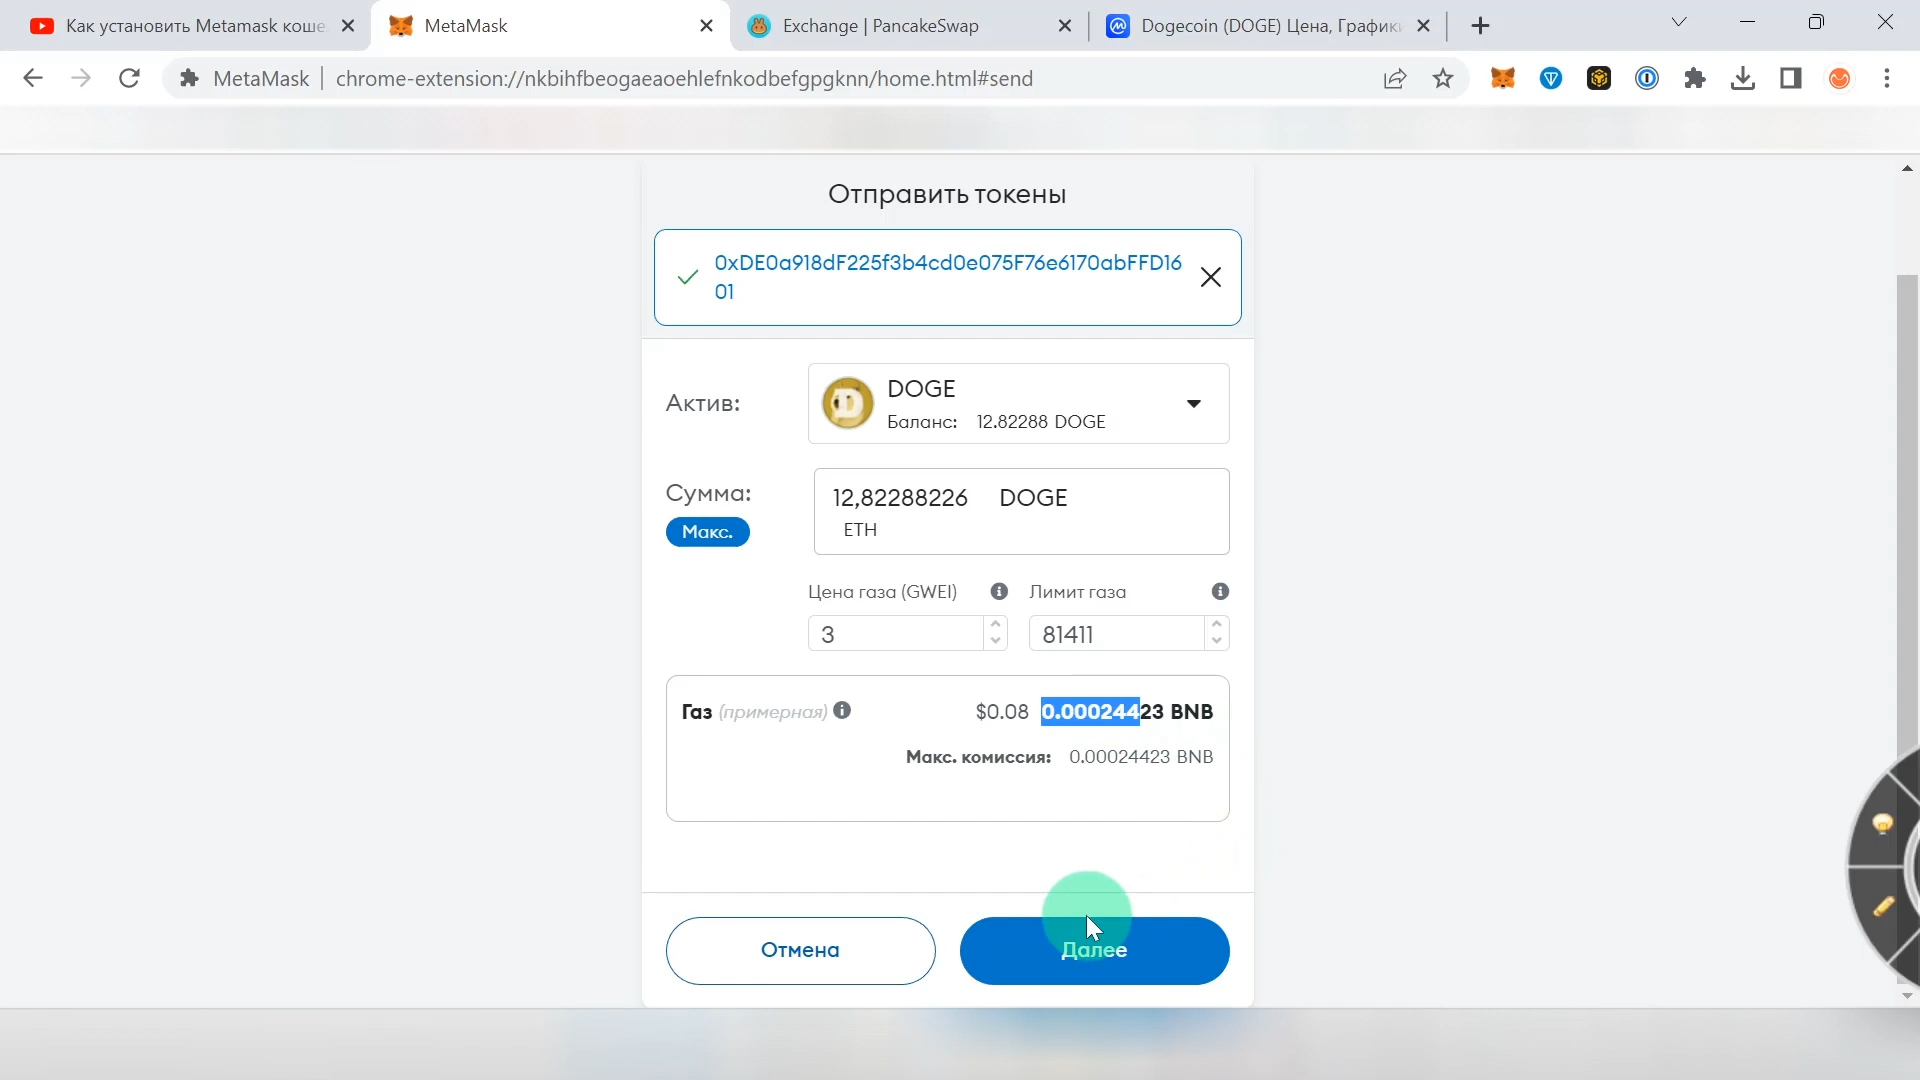 Как установить Metamask коше
MetaMask
Exchange | PancakeSwap
Dogecoin (DOGE) Цена, Графики
MetaMask
chrome-extension://nkbihfbeogaeaoehlefnkodbefgpgknn/home.html#send
Отправить токены
0xDE0a918dF225f3b4cd0e075F76e6170abFFD16
01
Актив:
DOGE
Баланс: 12.82288 DOGE
Сумма:
Макс.
12,82288226 DOGE
ETH
Цена газа (GWEI)
Лимит газа
3
81411
Газ (примерная)
$0.08 0.00024423 BNB
Макс. комиссия: 0.00024423 BNB
Отмена
Далее